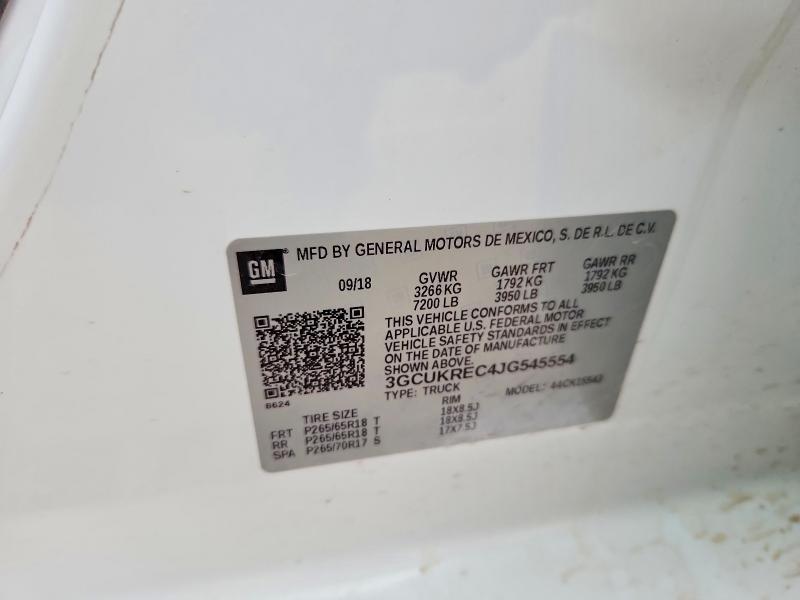 GM
MFD BY GENERAL MOTORS DE MEXICO, S. DE R.L. DE C.V.
09/18
GVWR GAWR FRT GAWR RR
3266 KG 1792 KG 1792 KG
7200 LB 3950 LB 3950 LB
THIS VEHICLE CONFORMS TO ALL
APPLICABLE U.S. FEDERAL MOTOR
VEHICLE SAFETY STANDARDS IN EFFECT
ON THE DATE OF MANUFACTURE
SHOWN ABOVE.
3GCUKREC4JG545554
TYPE: TRUCK MODEL: 44CK15543
B624
TIRE SIZE RIM
FRT P265/65R18 T 18X8.5J
RR P265/65R18 T 18X8.5J
SPA P265/70R17 S 17X7.5J